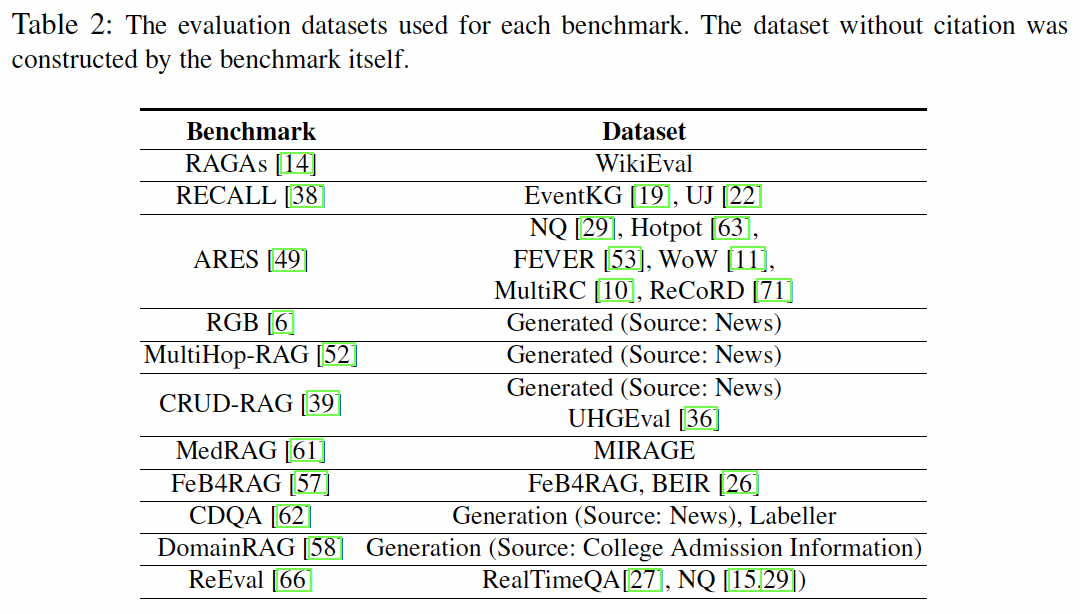 Table 2: The evaluation datasets used for each benchmark. The dataset without citation was
constructed by the benchmark itself.
Benchmark Dataset
RAGAs [14] WikiEval
RECALL [38] EventKG [19], UJ [22]
ARES [49] NQ [29], Hotpot [63],
FEVER [53], WoW [11],
MultiRC [10], ReCoRD [71]
RGB [6] Generated (Source: News)
MultiHop-RAG [52] Generated (Source: News)
CRUD-RAG [39] Generated (Source: News)
UHGEval [36]
MedRAG [61] MIRAGE
FeB4RAG [57] FeB4RAG, BEIR [26]
CDQA [62] Generation (Source: News), Labeller
DomainRAG [58] Generation (Source: College Admission Information)
ReEval [66] RealTimeQA[27], NQ [15,29])